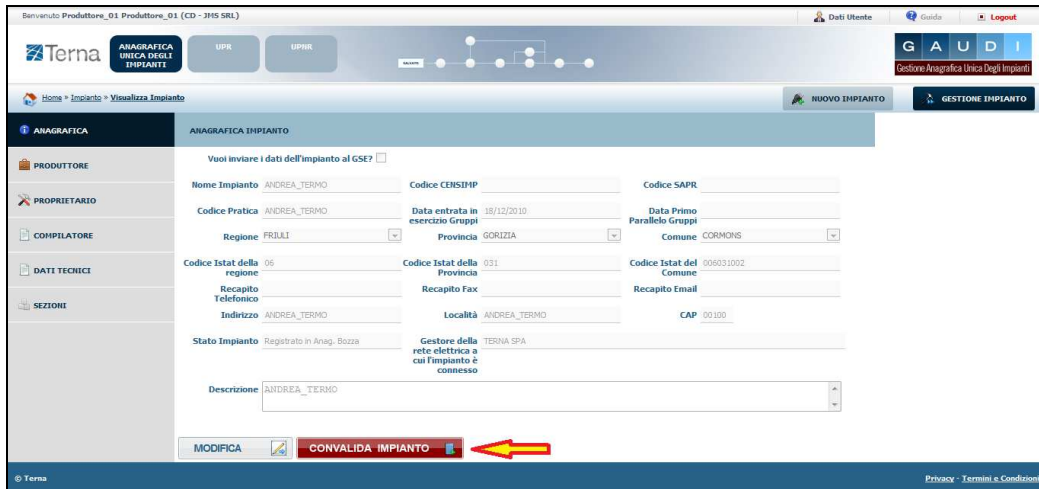 Benvenuto Produttore_01 Produttore_01 (CD - JMS SRL)
Dati Utente
Guida
Logout
Terna
ANAGRAFICA
UNICA DEGLI
IMPIANTI
UPR
UPNR
G A U D I
Gestione Anagrafica Unica Degli Impianti
Home » Impianto » Visualizza Impianto
NUOVO IMPIANTO
GESTIONE IMPIANTO
ANAGRAFICA
PRODUTTORE
PROPRIETARIO
COMPILATORE
DATI TECNICI
SEZIONI
ANAGRAFICA IMPIANTO
Vuoi inviare i dati dell'impianto al GSE?
Nome Impianto ANDREA_TERMO Codice CENSIMP Codice SAPR
Codice Pratica ANDREA_TERMO Data entrata in esercizio Gruppi 18/12/2010 Data Primo Parallelo Gruppi
Regione FRIULI Provincia GORIZIA Comune CORMONS
Codice Istat della regione 06 Codice Istat della Provincia 031 Codice Istat del Comune 006031002
Recapito Telefonico Recapito Fax Recapito Email
Indirizzo ANDREA_TERMO Località ANDREA_TERMO CAP 00100
Stato Impianto Registrato in Anag. Bozza Gestore della rete elettrica a cui l'impianto è connesso TERNA SPA
Descrizione ANDREA_TERMO
MODIFICA
CONVALIDA IMPIANTO
© Terna
Privacy - Termini e Condizioni